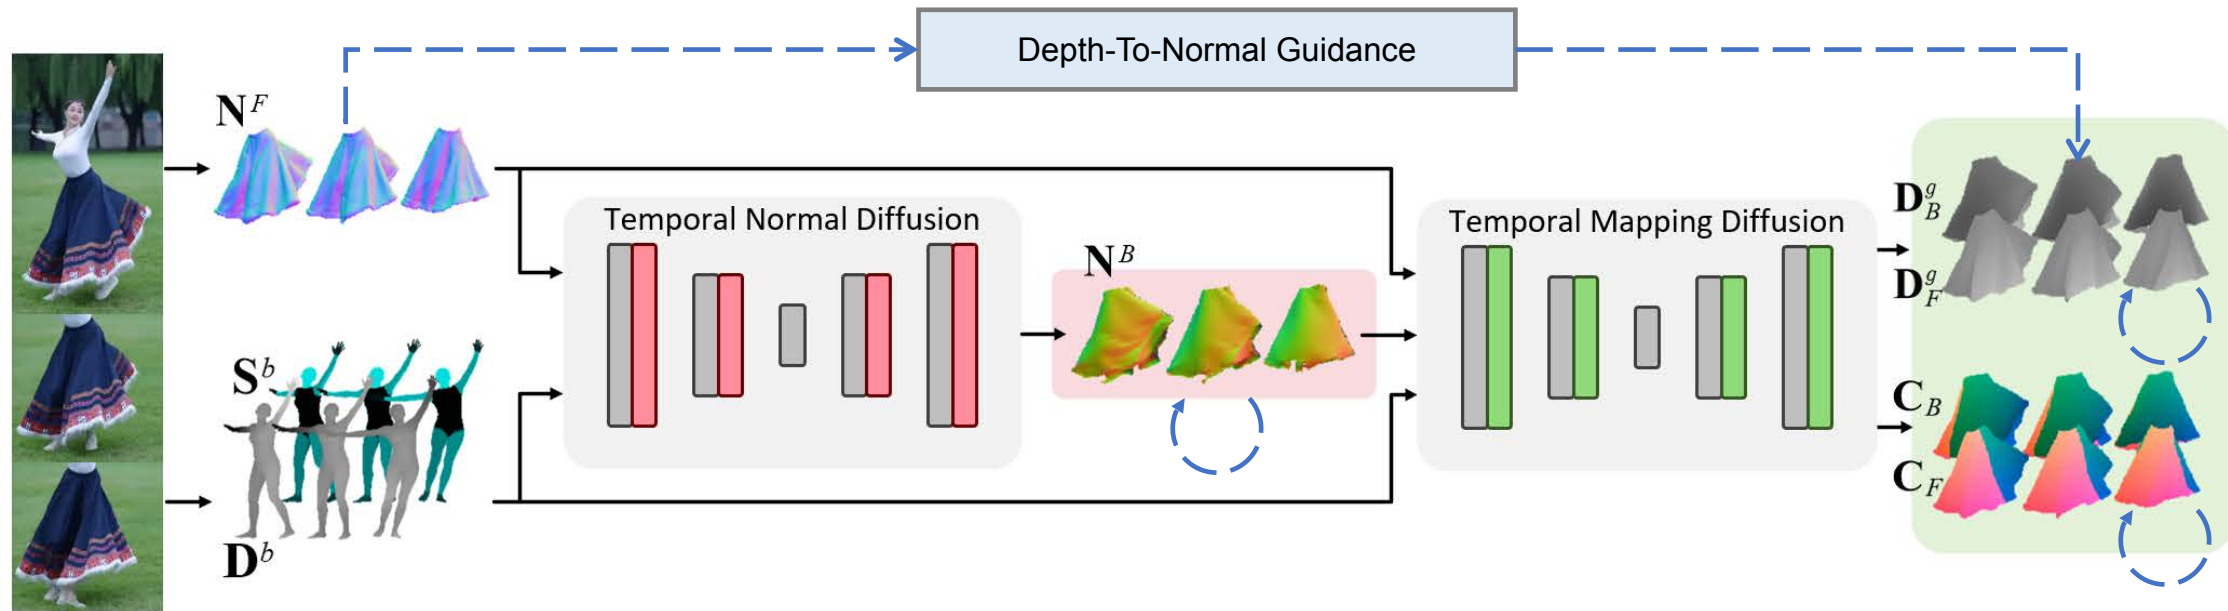 Depth-To-Normal Guidance
N^F
Temporal Normal Diffusion
Temporal Mapping Diffusion
D^g_B
N^B
D^g_F
S^b
C_B
C_F
D^b